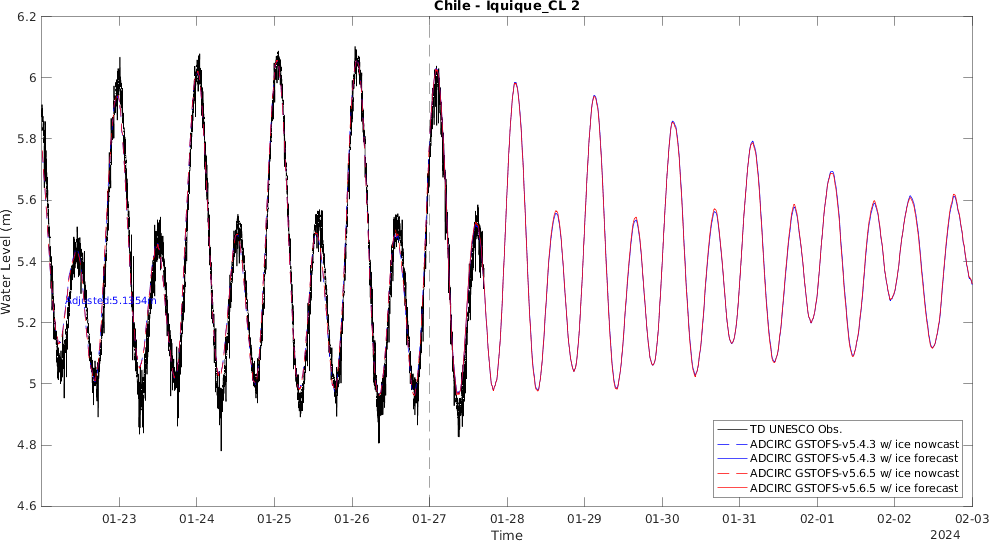 Chile - Iquique_CL 2
Water Level (m)
6.2
6
5.8
5.6
5.4
5.2
5
4.8
4.6
Adjusted:5.1354m
TD UNESCO Obs.
ADCIRC GSTOFS-v5.4.3 w/ ice nowcast
ADCIRC GSTOFS-v5.4.3 w/ ice forecast
ADCIRC GSTOFS-v5.6.5 w/ ice nowcast
ADCIRC GSTOFS-v5.6.5 w/ ice forecast
01-23 01-24 01-25 01-26 01-27 01-28 01-29 01-30 01-31 02-01 02-02 02-03
Time
2024